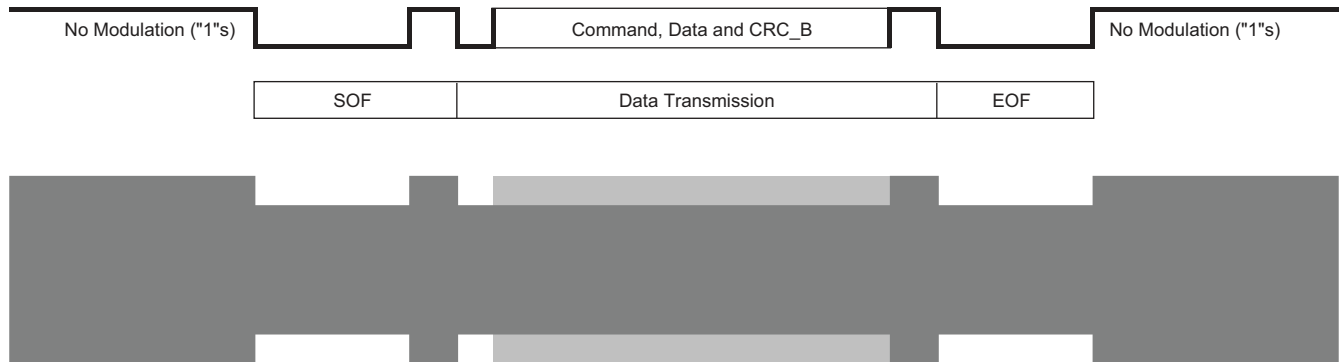 No Modulation ("1"s)
Command, Data and CRC_B
No Modulation ("1"s)
SOF
Data Transmission
EOF